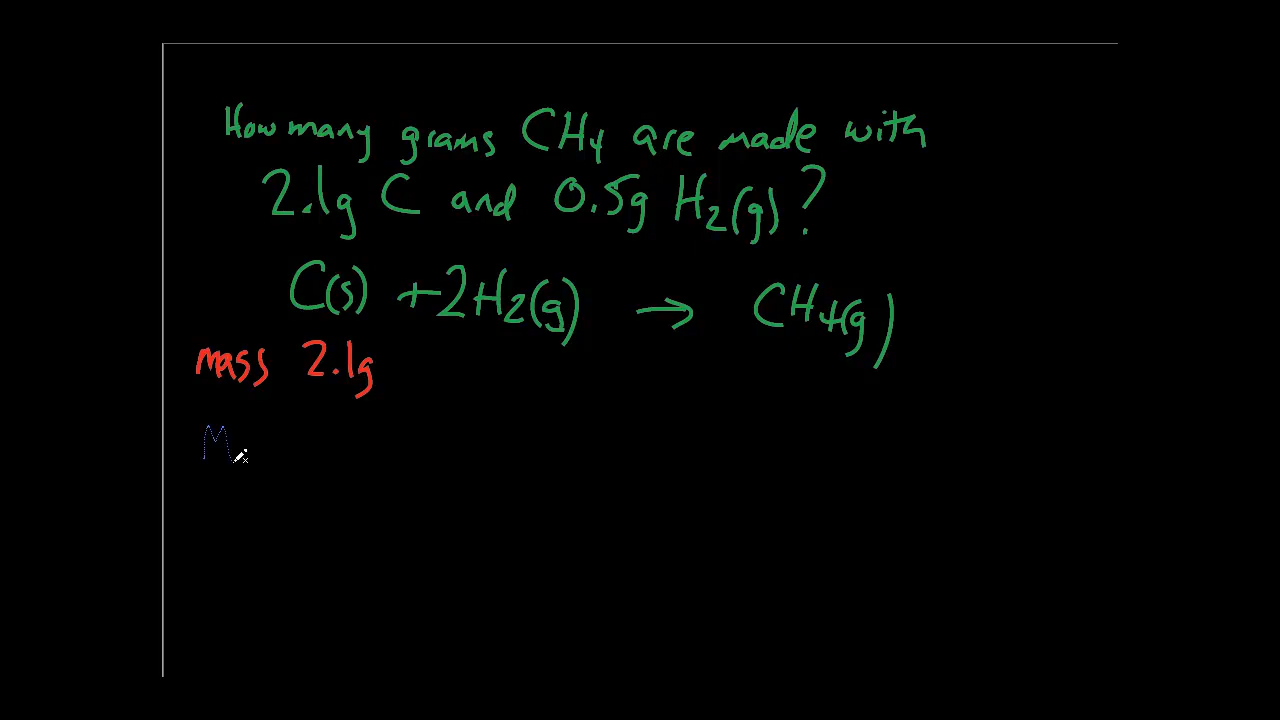 How many grams CH4 are made with
2.1g C and 0.5g H2(g)?
C(s) + 2H2(g) → CH4(g)
mass 2.1g
M